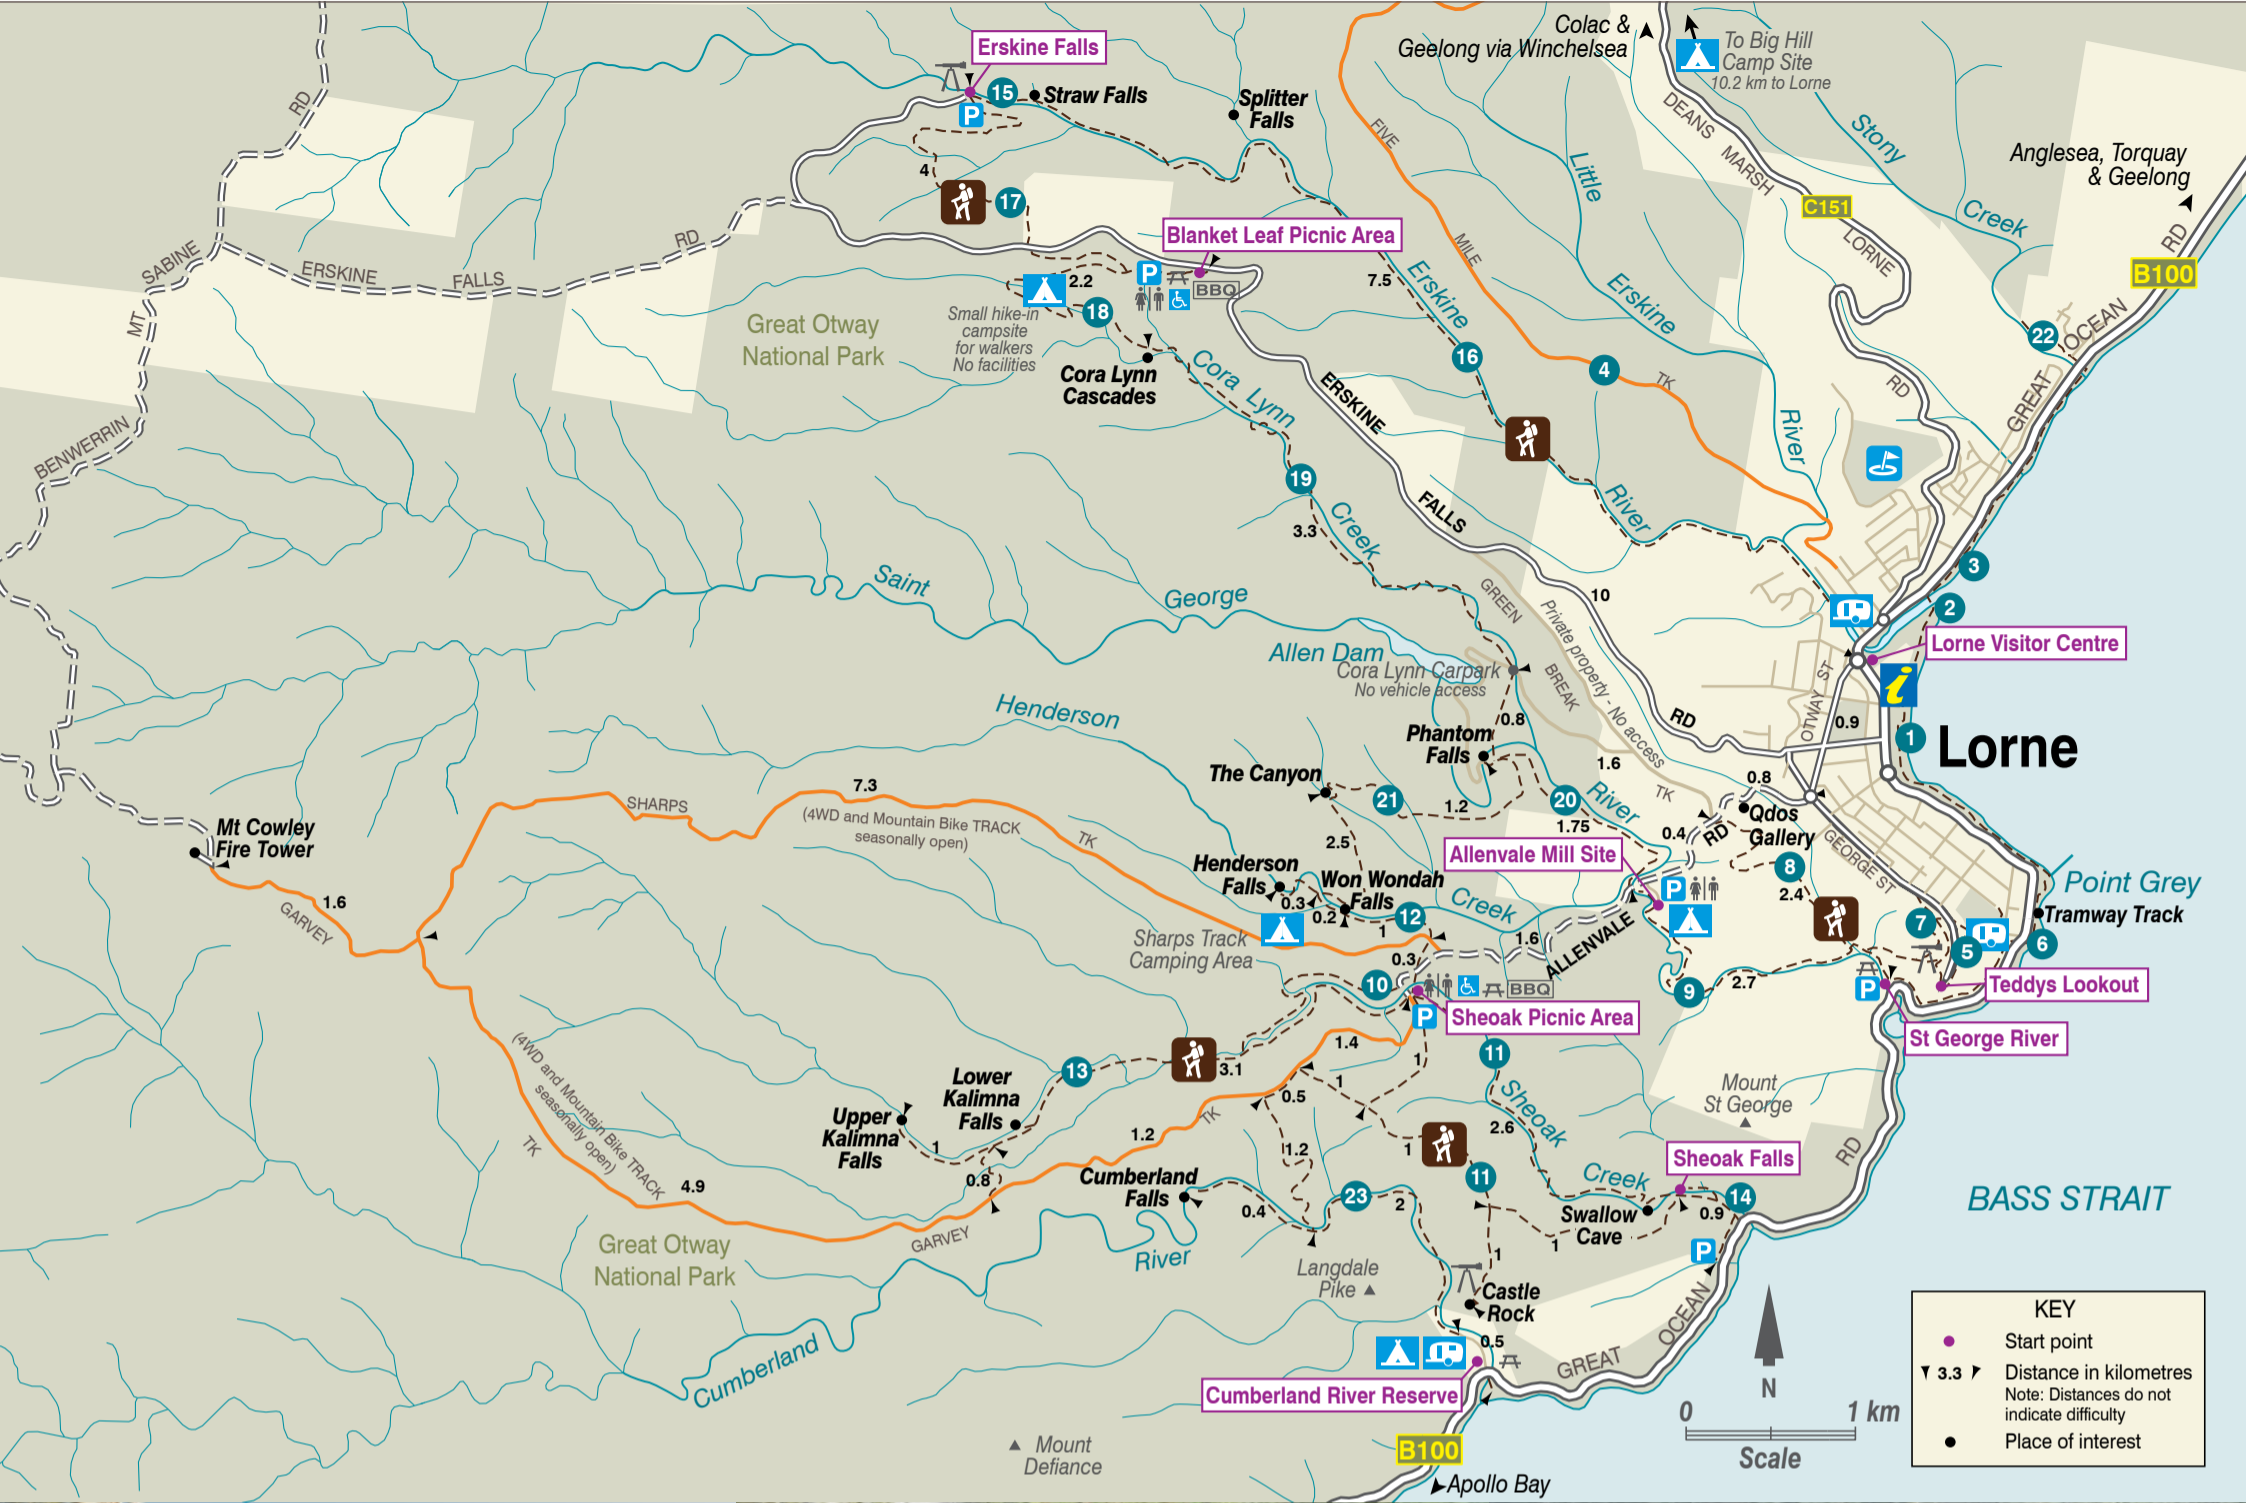 Colac &
Geelong via Winchelsea
To Big Hill
Camp Site
10.2 km to Lorne
Erskine Falls
15
Straw Falls
P
Splitter
Falls
RD
FIVE
Little
DEANS
MARSH
Stony
Creek
Anglesea, Torquay
& Geelong
4
17
C151
LORNE
RD
B100
Blanket Leaf Picnic Area
MILE
7.5
Erskine
Erskine
SABINE
ERSKINE
FALLS
RD
MT
P
BBQ
2.2
18
Small hike-in
campsite
for walkers
No facilities
Great Otway
National Park
Cora Lynn
Cascades
Cora Lynn
ERSKINE
16
4
TK
RD
22
OCEAN
GREAT
River
BENWERRIN
19
3.3
Creek
FALLS
River
Saint
George
GREEN
10
3
2
Lorne Visitor Centre
Allen Dam
Cora Lynn Carpark
No vehicle access
BREAK
Private property - No access
OTWAY ST
i
0.9
RD
1
Lorne
Henderson
0.8
Phantom
Falls
The Canyon
1.6
TK
0.8
21
1.2
20
River
1.75
7.3
SHARPS
(4WD and Mountain Bike TRACK
seasonally open)
TK
Qdos
Gallery
0.4
RD
GEORGE ST
Mt Cowley
Fire Tower
2.5
Allenvale Mill Site
8
2.4
P
Henderson
Falls
0.3
Won Wondah
Falls
0.2
12
1
Creek
Point Grey
Tramway Track
1.6
GARVEY
Sharps Track
Camping Area
1.6
ALLENVALE
7
5
6
0.3
10
BBQ
9
2.7
P
Teddys Lookout
Sheoak Picnic Area
P
St George River
1.4
1
11
3.1
13
1
0.5
TK
(4WD and Mountain Bike TRACK
seasonally open)
TK
Lower
Kalimna
Falls
Upper
Kalimna
Falls
1
0.8
1.2
1.2
1
11
2.6
Sheoak
Creek
Mount
St George
Sheoak Falls
RD
4.9
Cumberland
Falls
0.4
23
2
Swallow
Cave
0.9
14
BASS STRAIT
GARVEY
Great Otway
National Park
River
1
1
P
Langdale
Pike
Castle
Rock
OCEAN
KEY
Start point
3.3
Distance in kilometres
Note: Distances do not
indicate difficulty
Place of interest
Cumberland
0.5
GREAT
Cumberland River Reserve
N
0
1 km
Scale
Mount
Defiance
B100
Apollo Bay